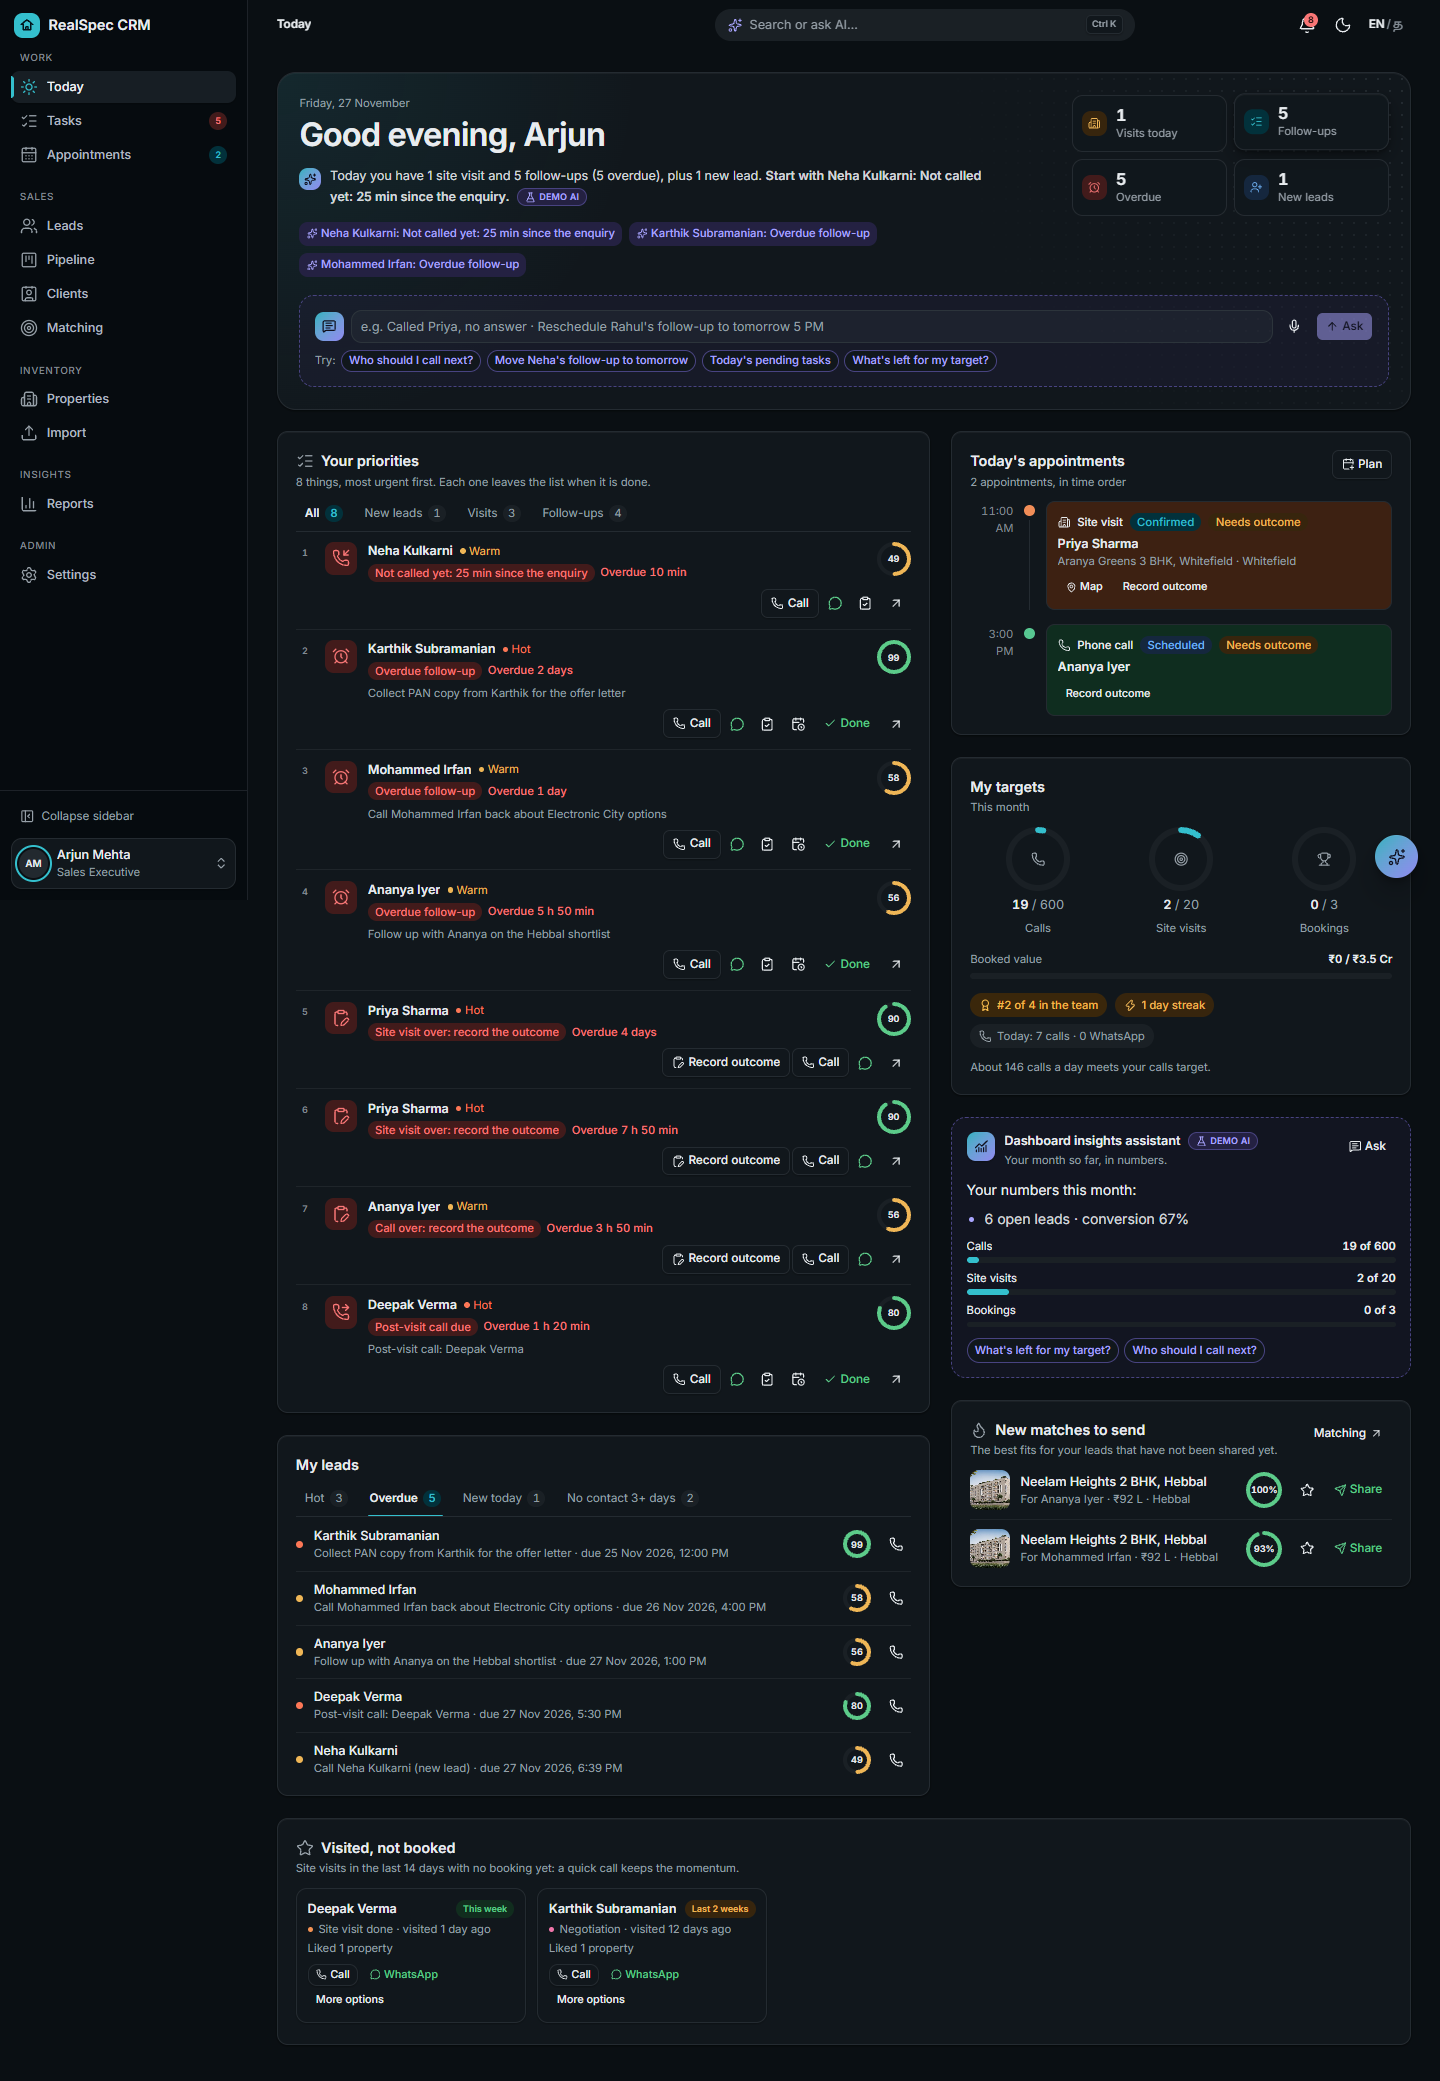 RealSpec CRM
WORK
Today
Tasks
5
Appointments
2
SALES
Leads
Pipeline
Clients
Matching
INVENTORY
Properties
Import
INSIGHTS
Reports
ADMIN
Settings
Collapse sidebar
AM
Arjun Mehta
Sales Executive
Today
Search or ask AI...
Ctrl K
8
EN / த
Friday, 27 November
Good evening, Arjun
Today you have 1 site visit and 5 follow-ups (5 overdue), plus 1 new lead. Start with Neha Kulkarni: Not called
yet: 25 min since the enquiry.
DEMO AI
1
Visits today
5
Follow-ups
5
Overdue
1
New leads
Neha Kulkarni: Not called yet: 25 min since the enquiry
Karthik Subramanian: Overdue follow-up
Mohammed Irfan: Overdue follow-up
e.g. Called Priya, no answer · Reschedule Rahul's follow-up to tomorrow 5 PM
Ask
Try:
Who should I call next?
Move Neha's follow-up to tomorrow
Today's pending tasks
What's left for my target?
Your priorities
8 things, most urgent first. Each one leaves the list when it is done.
All 8
New leads 1
Visits 3
Follow-ups 4
1
Neha Kulkarni
Warm
49
Not called yet: 25 min since the enquiry
Overdue 10 min
Call
2
Karthik Subramanian
Hot
99
Overdue follow-up
Overdue 2 days
Collect PAN copy from Karthik for the offer letter
Call
Done
3
Mohammed Irfan
Warm
58
Overdue follow-up
Overdue 1 day
Call Mohammed Irfan back about Electronic City options
Call
Done
4
Ananya Iyer
Warm
56
Overdue follow-up
Overdue 5 h 50 min
Follow up with Ananya on the Hebbal shortlist
Call
Done
5
Priya Sharma
Hot
90
Site visit over: record the outcome
Overdue 4 days
Record outcome
Call
6
Priya Sharma
Hot
90
Site visit over: record the outcome
Overdue 7 h 50 min
Record outcome
Call
7
Ananya Iyer
Warm
56
Call over: record the outcome
Overdue 3 h 50 min
Record outcome
Call
8
Deepak Verma
Hot
80
Post-visit call due
Overdue 1 h 20 min
Post-visit call: Deepak Verma
Call
Done
Today's appointments
2 appointments, in time order
Plan
11:00
AM
Site visit
Confirmed
Needs outcome
Priya Sharma
Aranya Greens 3 BHK, Whitefield · Whitefield
Map
Record outcome
3:00
PM
Phone call
Scheduled
Needs outcome
Ananya Iyer
Record outcome
My targets
This month
19 / 600
Calls
2 / 20
Site visits
0 / 3
Bookings
Booked value
₹0 / ₹3.5 Cr
#2 of 4 in the team
1 day streak
Today: 7 calls · 0 WhatsApp
About 146 calls a day meets your calls target.
Dashboard insights assistant
DEMO AI
Your month so far, in numbers.
Ask
Your numbers this month:
• 6 open leads · conversion 67%
Calls
19 of 600
Site visits
2 of 20
Bookings
0 of 3
What's left for my target?
Who should I call next?
New matches to send
The best fits for your leads that have not been shared yet.
Matching
Neelam Heights 2 BHK, Hebbal
For Ananya Iyer · ₹92 L · Hebbal
100%
Share
Neelam Heights 2 BHK, Hebbal
For Mohammed Irfan · ₹92 L · Hebbal
93%
Share
My leads
Hot 3
Overdue 5
New today 1
No contact 3+ days 2
Karthik Subramanian
Collect PAN copy from Karthik for the offer letter · due 25 Nov 2026, 12:00 PM
99
Mohammed Irfan
Call Mohammed Irfan back about Electronic City options · due 26 Nov 2026, 4:00 PM
58
Ananya Iyer
Follow up with Ananya on the Hebbal shortlist · due 27 Nov 2026, 1:00 PM
56
Deepak Verma
Post-visit call: Deepak Verma · due 27 Nov 2026, 5:30 PM
80
Neha Kulkarni
Call Neha Kulkarni (new lead) · due 27 Nov 2026, 6:39 PM
49
Visited, not booked
Site visits in the last 14 days with no booking yet: a quick call keeps the momentum.
Deepak Verma
This week
Site visit done · visited 1 day ago
Liked 1 property
Call
WhatsApp
More options
Karthik Subramanian
Last 2 weeks
Negotiation · visited 12 days ago
Liked 1 property
Call
WhatsApp
More options